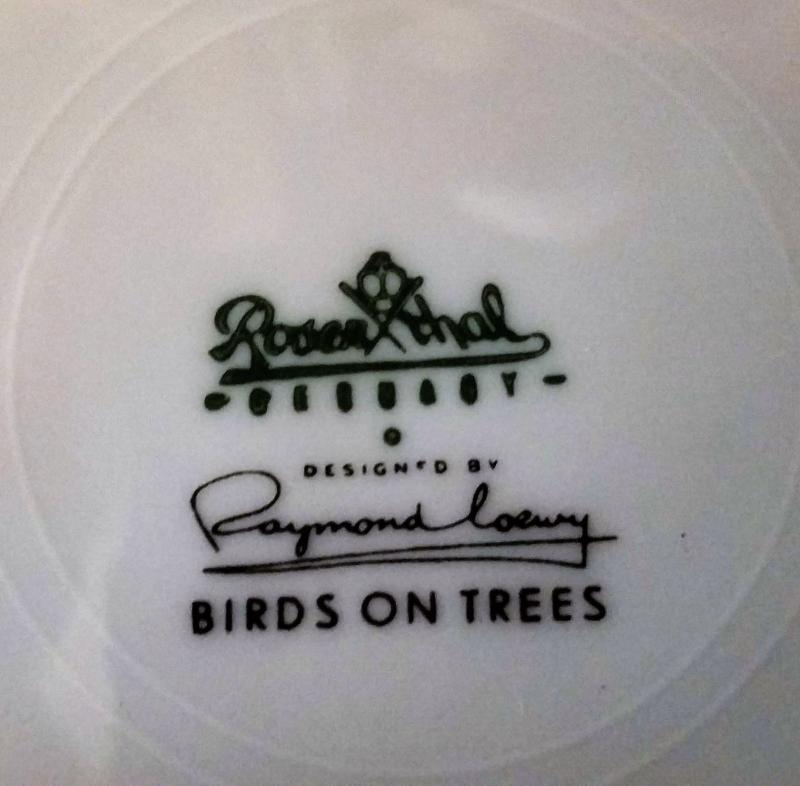 Rosenthal
- GERMANY -
DESIGNED BY
Raymond Loewy
BIRDS ON TREES